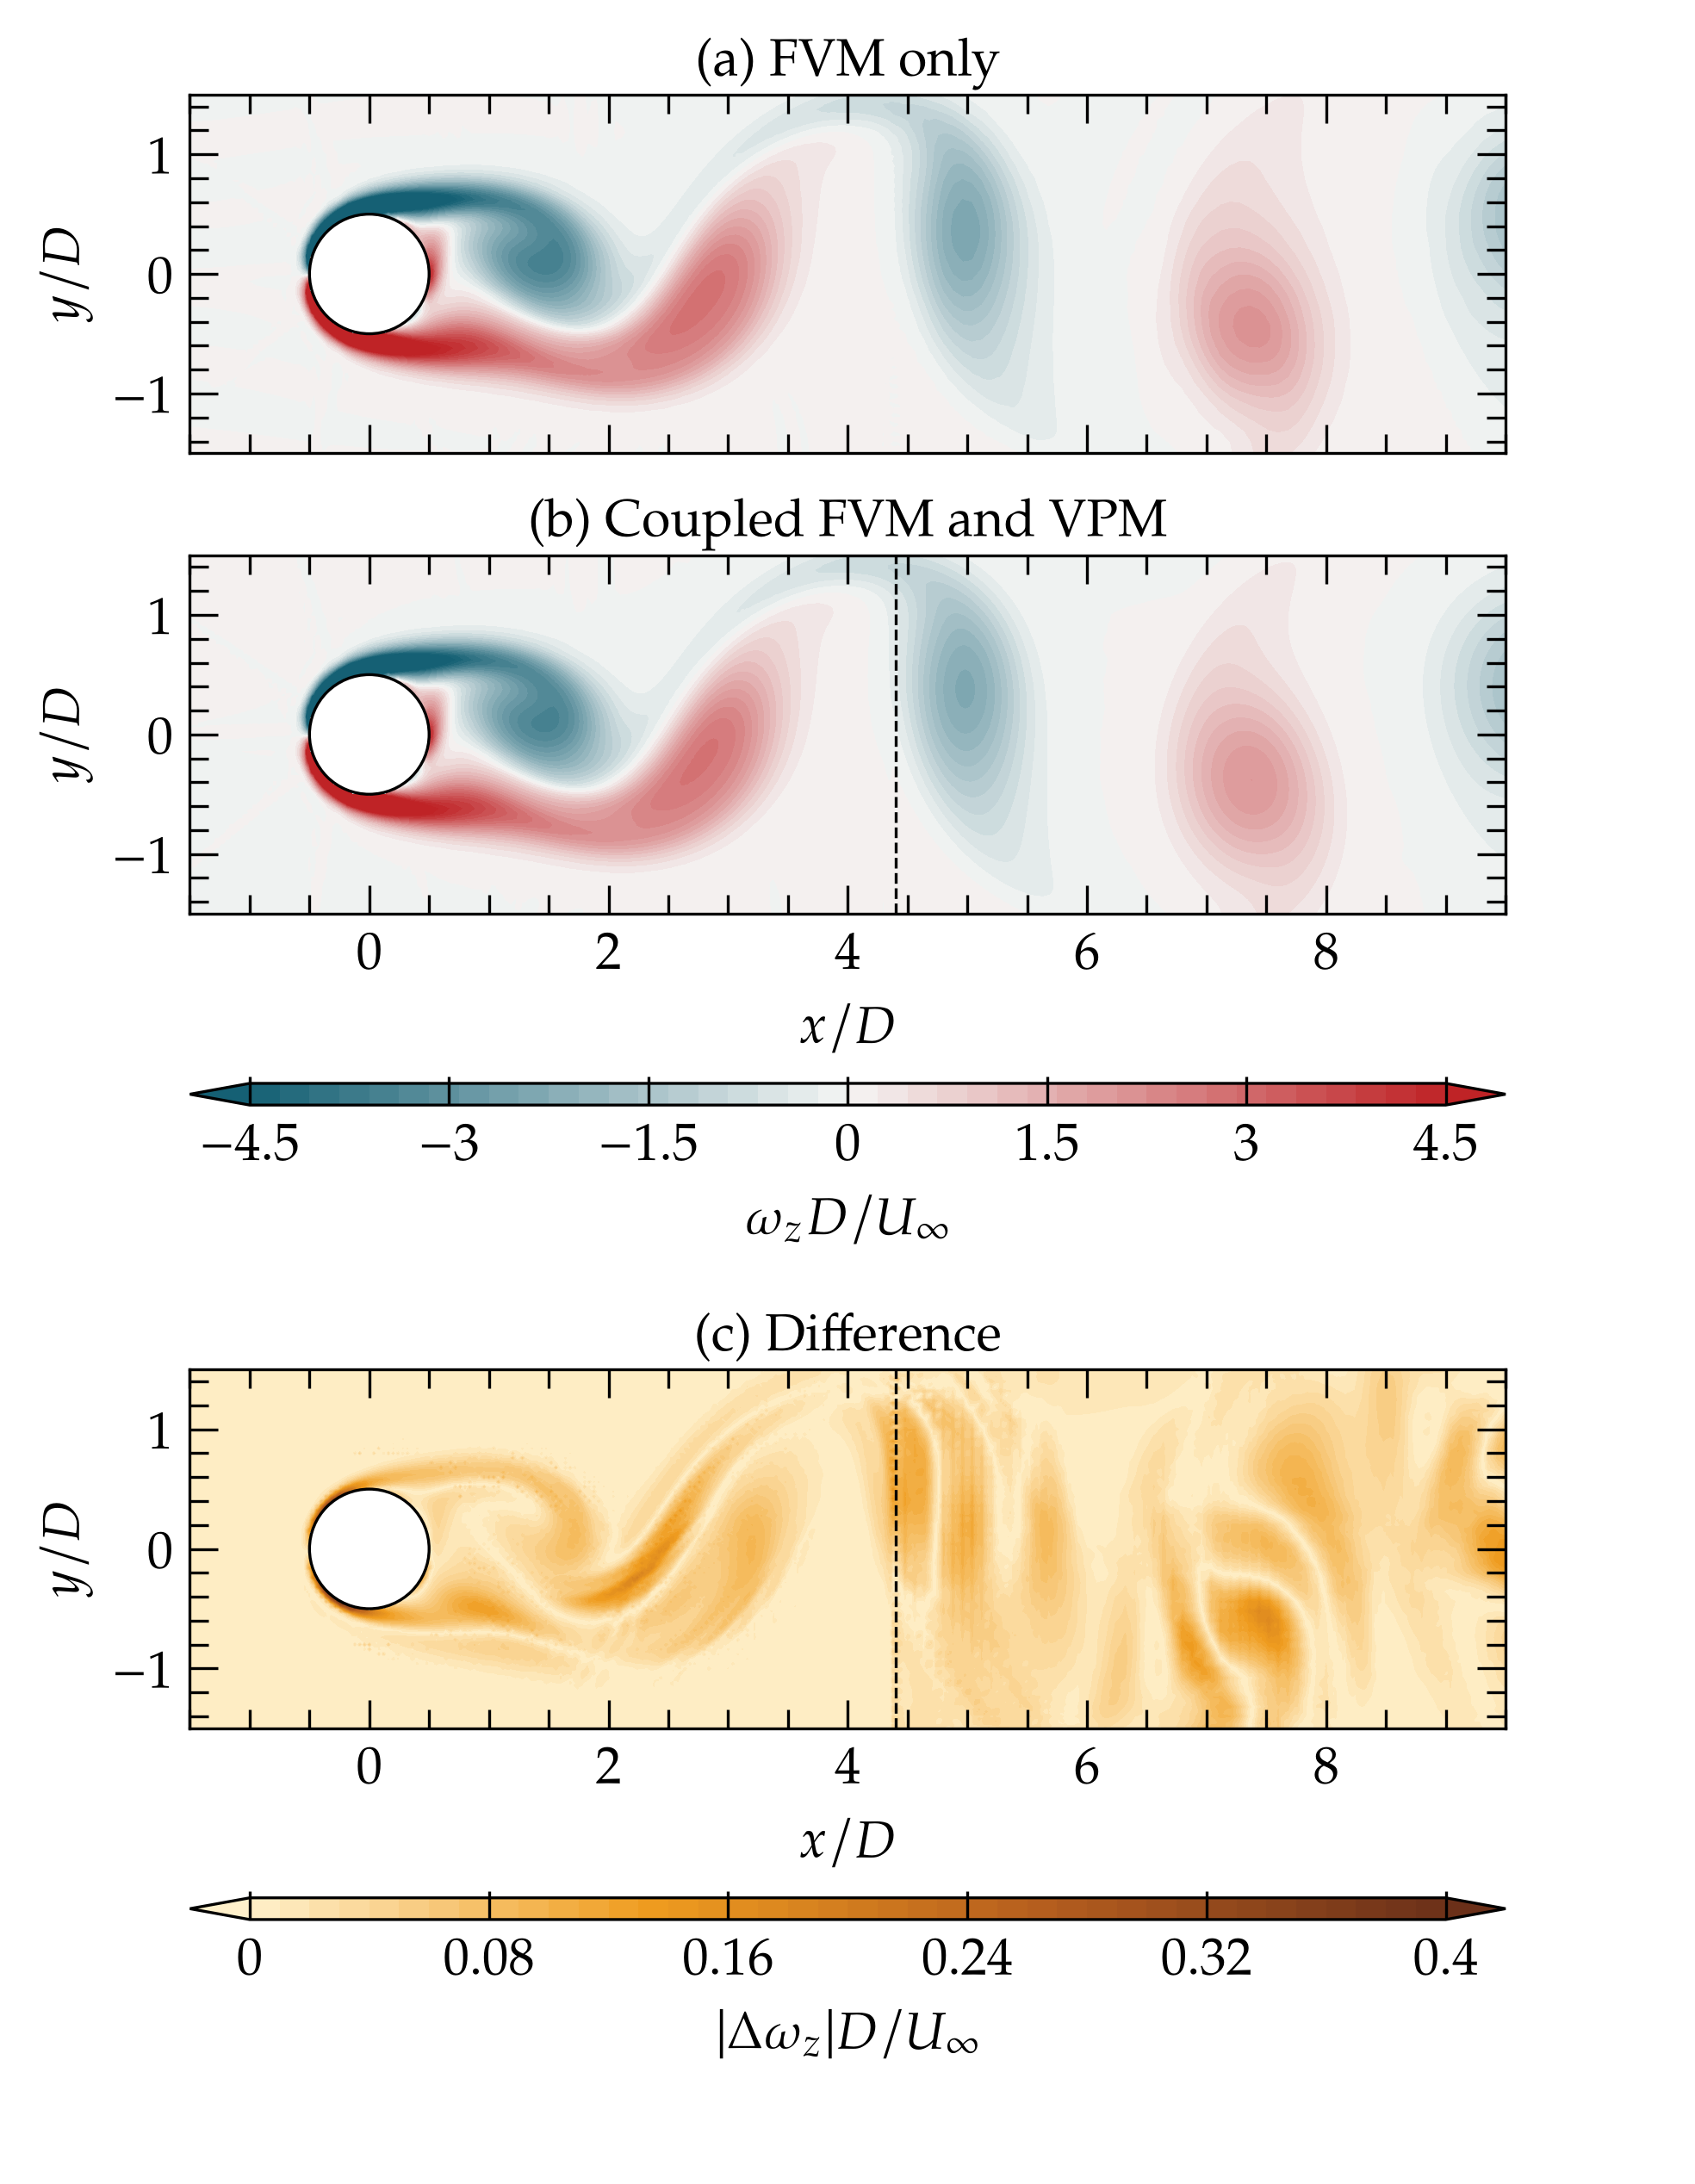 (a) FVM only
1
0
−1
y/D
(b) Coupled FVM and VPM
1
0
−1
y/D
0 2 4 6 8
x/D
−4.5 −3 −1.5 0 1.5 3 4.5
ω_z D/U_∞
(c) Difference
1
0
−1
y/D
0 2 4 6 8
x/D
0 0.08 0.16 0.24 0.32 0.4
|Δω_z|D/U_∞